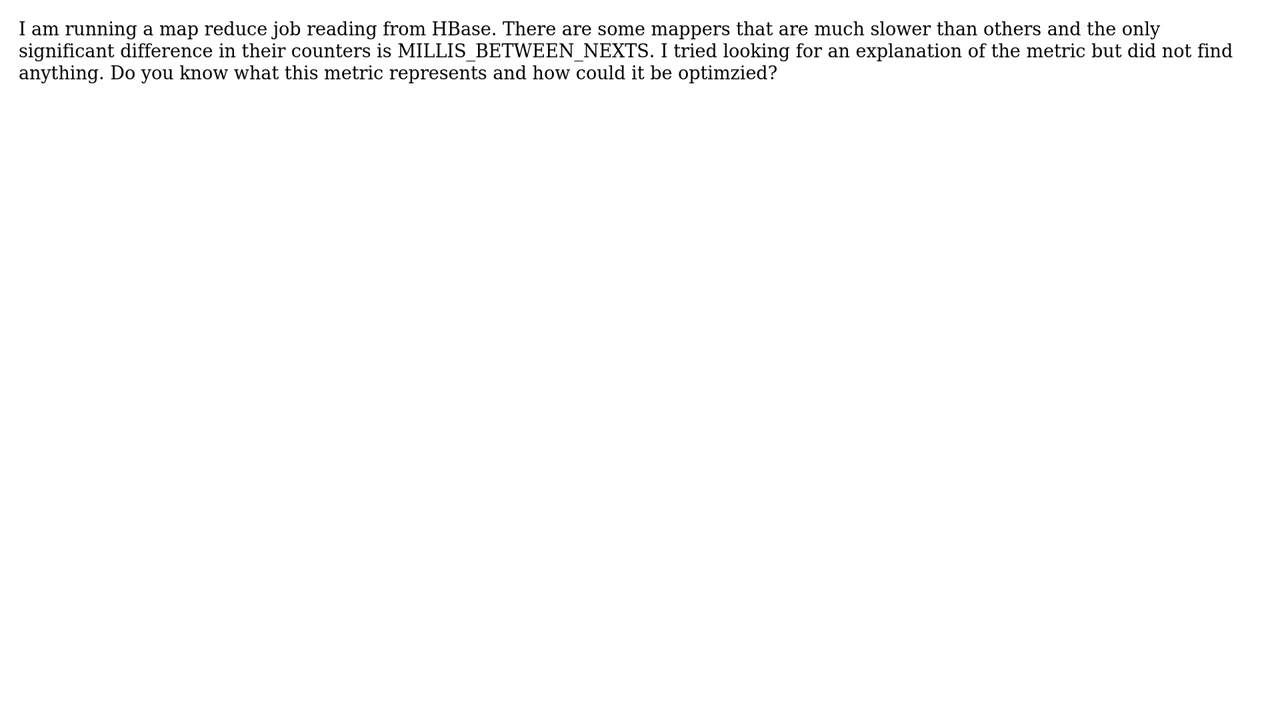 I am running a map reduce job reading from HBase. There are some mappers that are much slower than others and the only
significant difference in their counters is MILLIS_BETWEEN_NEXTS. I tried looking for an explanation of the metric but did not find
anything. Do you know what this metric represents and how could it be optimzied?